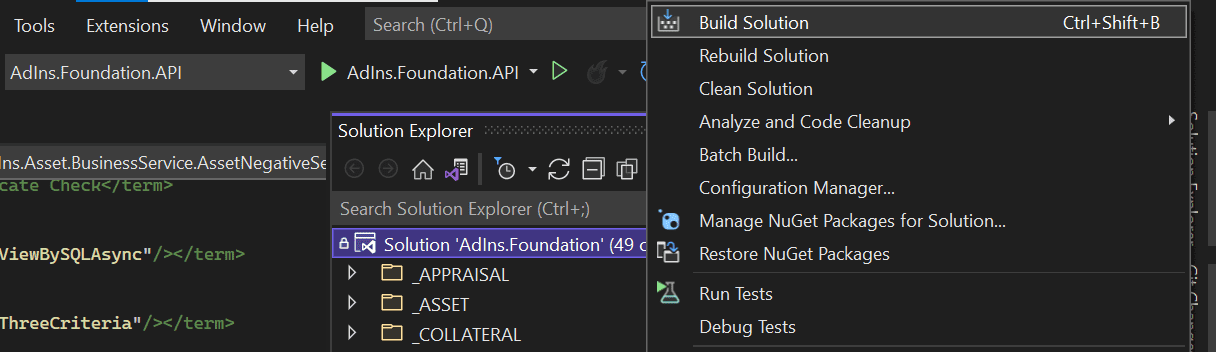 Tools Extensions Window Help Search (Ctrl+Q)
AdIns.Foundation.API AdIns.Foundation.API
Solution Explorer
Ins.Asset.BusinessService.AssetNegativeSe
cate Check</term>
Search Solution Explorer (Ctrl+;)
ViewBySQLAsync"/></term>
Solution 'AdIns.Foundation' (49 o
_APPRAISAL
_ASSET
ThreeCriteria"/></term>
_COLLATERAL
Build Solution Ctrl+Shift+B
Rebuild Solution
Clean Solution
Analyze and Code Cleanup
Batch Build...
Configuration Manager...
Manage NuGet Packages for Solution...
Restore NuGet Packages
Run Tests
Debug Tests
Solution Explorer